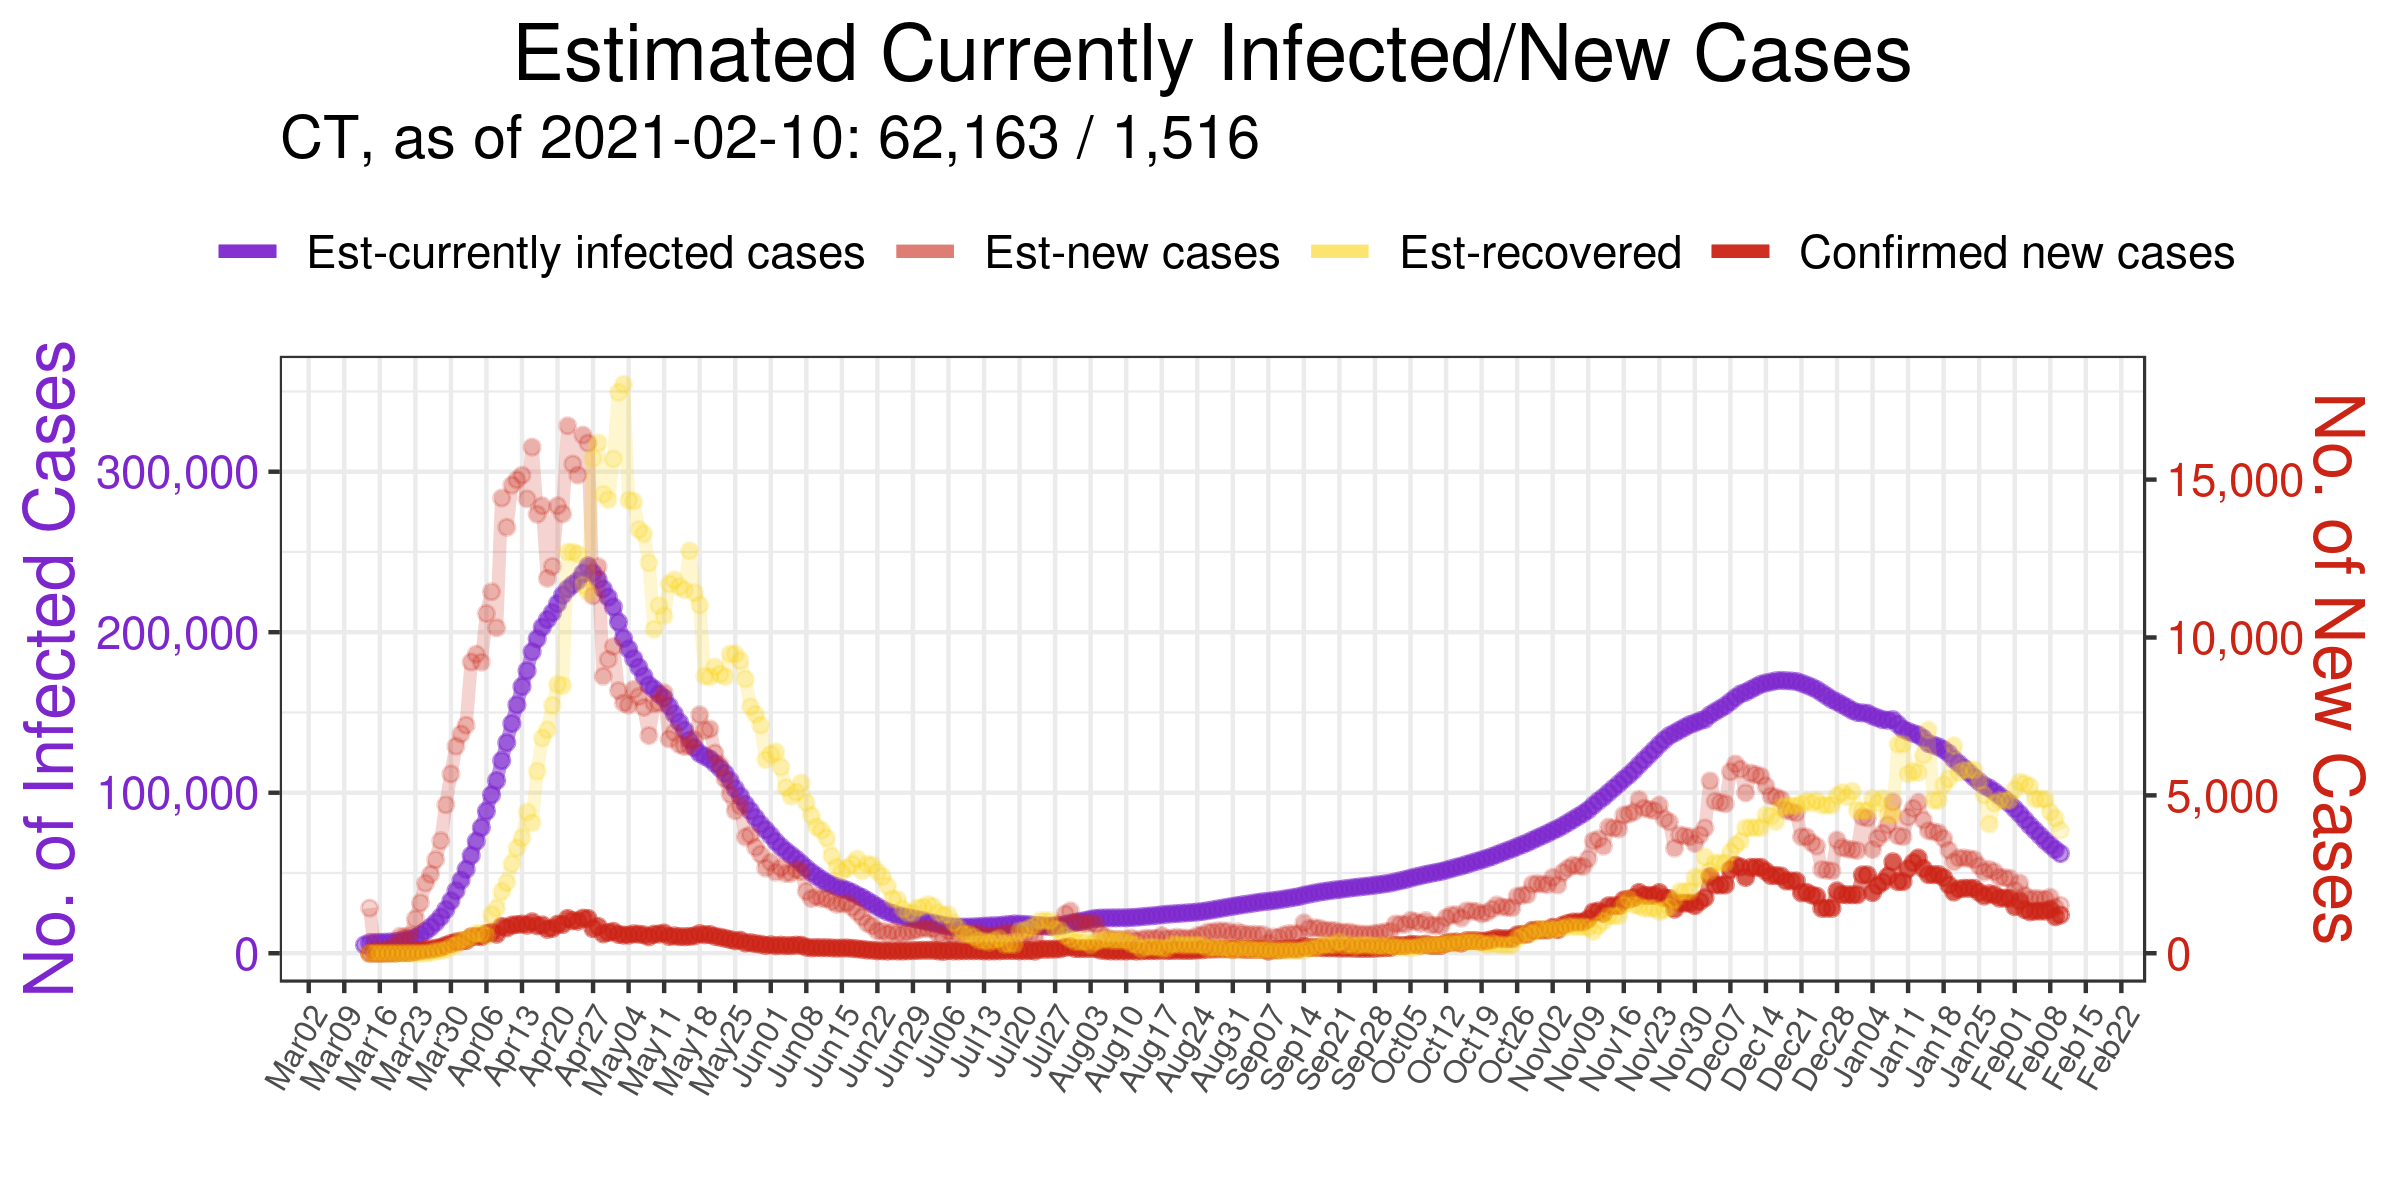 Estimated Currently Infected/New Cases
CT, as of 2021-02-10: 62,163 / 1,516
Est-currently infected cases Est-new cases Est-recovered Confirmed new cases
No. of Infected Cases
300,000
200,000
100,000
0
15,000
10,000
5,000
0
No. of New Cases
Mar02 Mar09 Mar16 Mar23 Mar30 Apr06 Apr13 Apr20 Apr27 May04 May11 May18 May25 Jun01 Jun08 Jun15 Jun22 Jun29 Jul06 Jul13 Jul20 Jul27 Aug03 Aug10 Aug17 Aug24 Aug31 Sep07 Sep14 Sep21 Sep28 Oct05 Oct12 Oct19 Oct26 Nov02 Nov09 Nov16 Nov23 Nov30 Dec07 Dec14 Dec21 Dec28 Jan04 Jan11 Jan18 Jan25 Feb01 Feb08 Feb15 Feb22